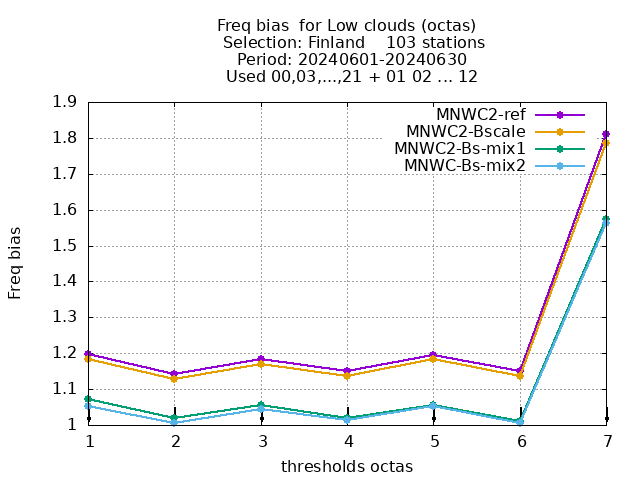 Freq bias  for Low clouds (octas)
Selection: Finland    103 stations
Period: 20240601-20240630
Used 00,03,...,21 + 01 02 ... 12
MNWC2-ref
MNWC2-Bscale
MNWC2-Bs-mix1
MNWC-Bs-mix2
1.9
1.8
1.7
1.6
1.5
1.4
1.3
1.2
1.1
1
Freq bias
1 2 3 4 5 6 7
thresholds octas